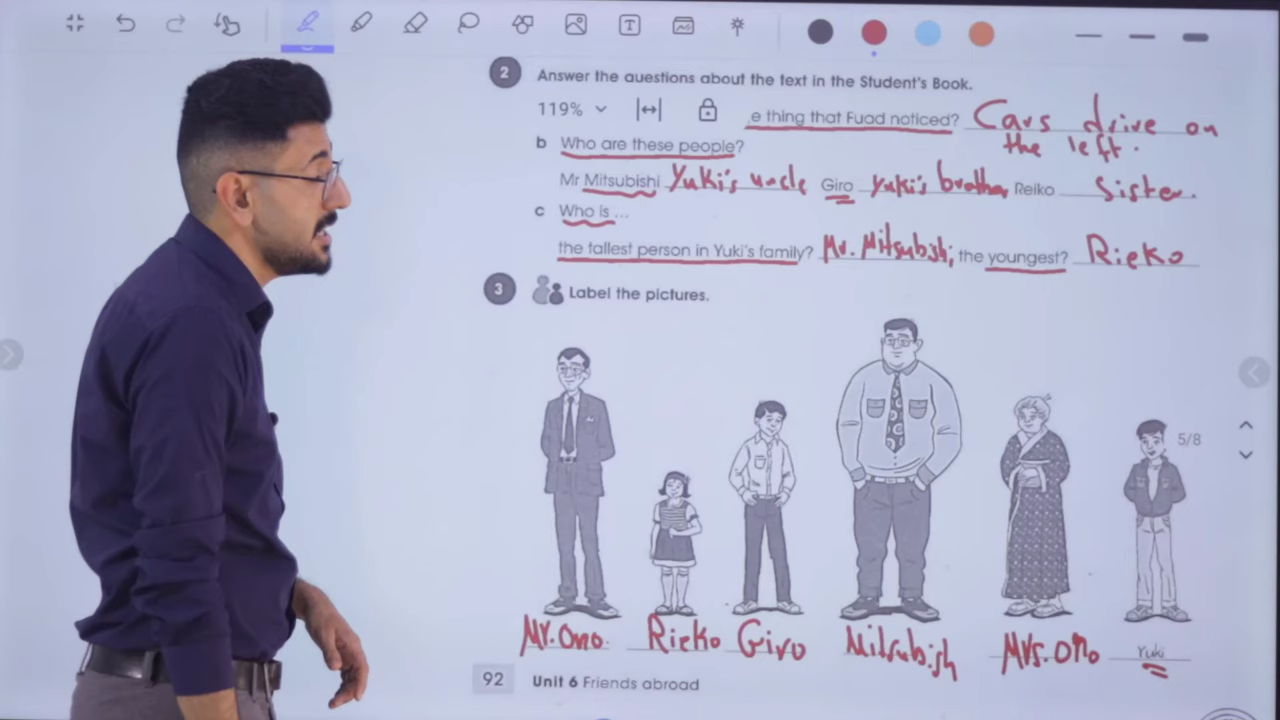 2 Answer the questions about the text in the Student's Book.
119% e thing that Fuad noticed? Cars drive on
the left.
b Who are these people?
Mr Mitsubishi Yuki's uncle Giro Yuki's brother Reiko Sister.
c Who is ...
the tallest person in Yuki's family? Mr. Mitsubish; the youngest? Rieko
3 Label the pictures.
5/8
Mr. Ono. Rieko Giro Mitsubish Mrs. Ono Yuki
92 Unit 6 Friends abroad